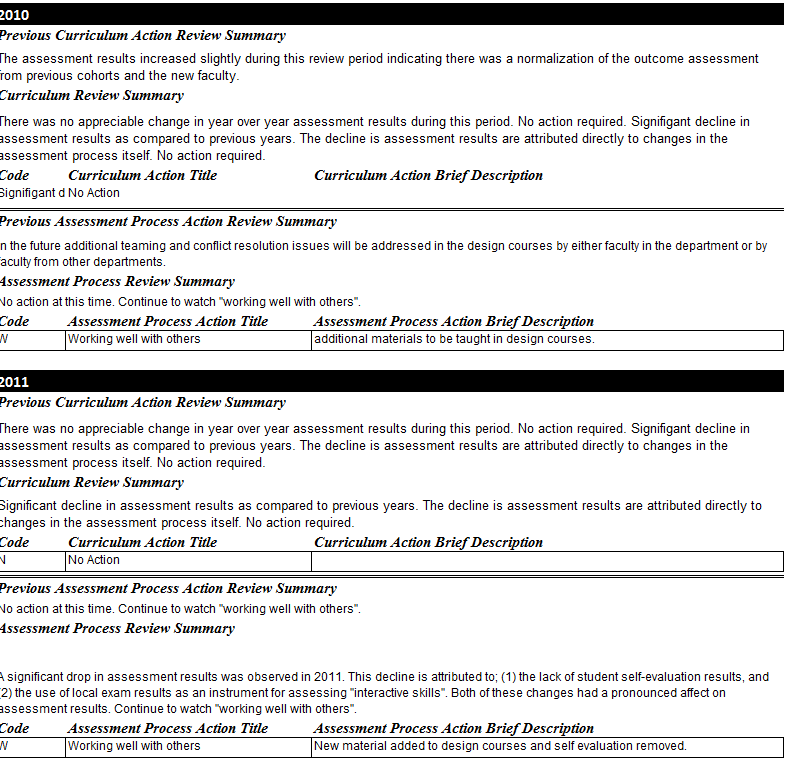 2010
Previous Curriculum Action Review Summary
The assessment results increased slightly during this review period indicating there was a normalization of the outcome assessment
from previous cohorts and the new faculty.
Curriculum Review Summary
There was no appreciable change in year over year assessment results during this period. No action required. Signifigant decline in
assessment results as compared to previous years. The decline is assessment results are attributed directly to changes in the
assessment process itself. No action required.
Code Curriculum Action Title Curriculum Action Brief Description
Signifigant d No Action
Previous Assessment Process Action Review Summary
In the future additional teaming and conflict resolution issues will be addressed in the design courses by either faculty in the department or by
faculty from other departments.
Assessment Process Review Summary
No action at this time. Continue to watch "working well with others".
Code Assessment Process Action Title Assessment Process Action Brief Description
W Working well with others additional materials to be taught in design courses.
2011
Previous Curriculum Action Review Summary
There was no appreciable change in year over year assessment results during this period. No action required. Signifigant decline in
assessment results as compared to previous years. The decline is assessment results are attributed directly to changes in the
assessment process itself. No action required.
Curriculum Review Summary
Significant decline in assessment results as compared to previous years. The decline is assessment results are attributed directly to
changes in the assessment process itself. No action required.
Code Curriculum Action Title Curriculum Action Brief Description
N No Action
Previous Assessment Process Action Review Summary
No action at this time. Continue to watch "working well with others".
Assessment Process Review Summary
A significant drop in assessment results was observed in 2011. This decline is attributed to; (1) the lack of student self-evaluation results, and
(2) the use of local exam results as an instrument for assessing "interactive skills". Both of these changes had a pronounced affect on
assessment results. Continue to watch "working well with others".
Code Assessment Process Action Title Assessment Process Action Brief Description
W Working well with others New material added to design courses and self evaluation removed.